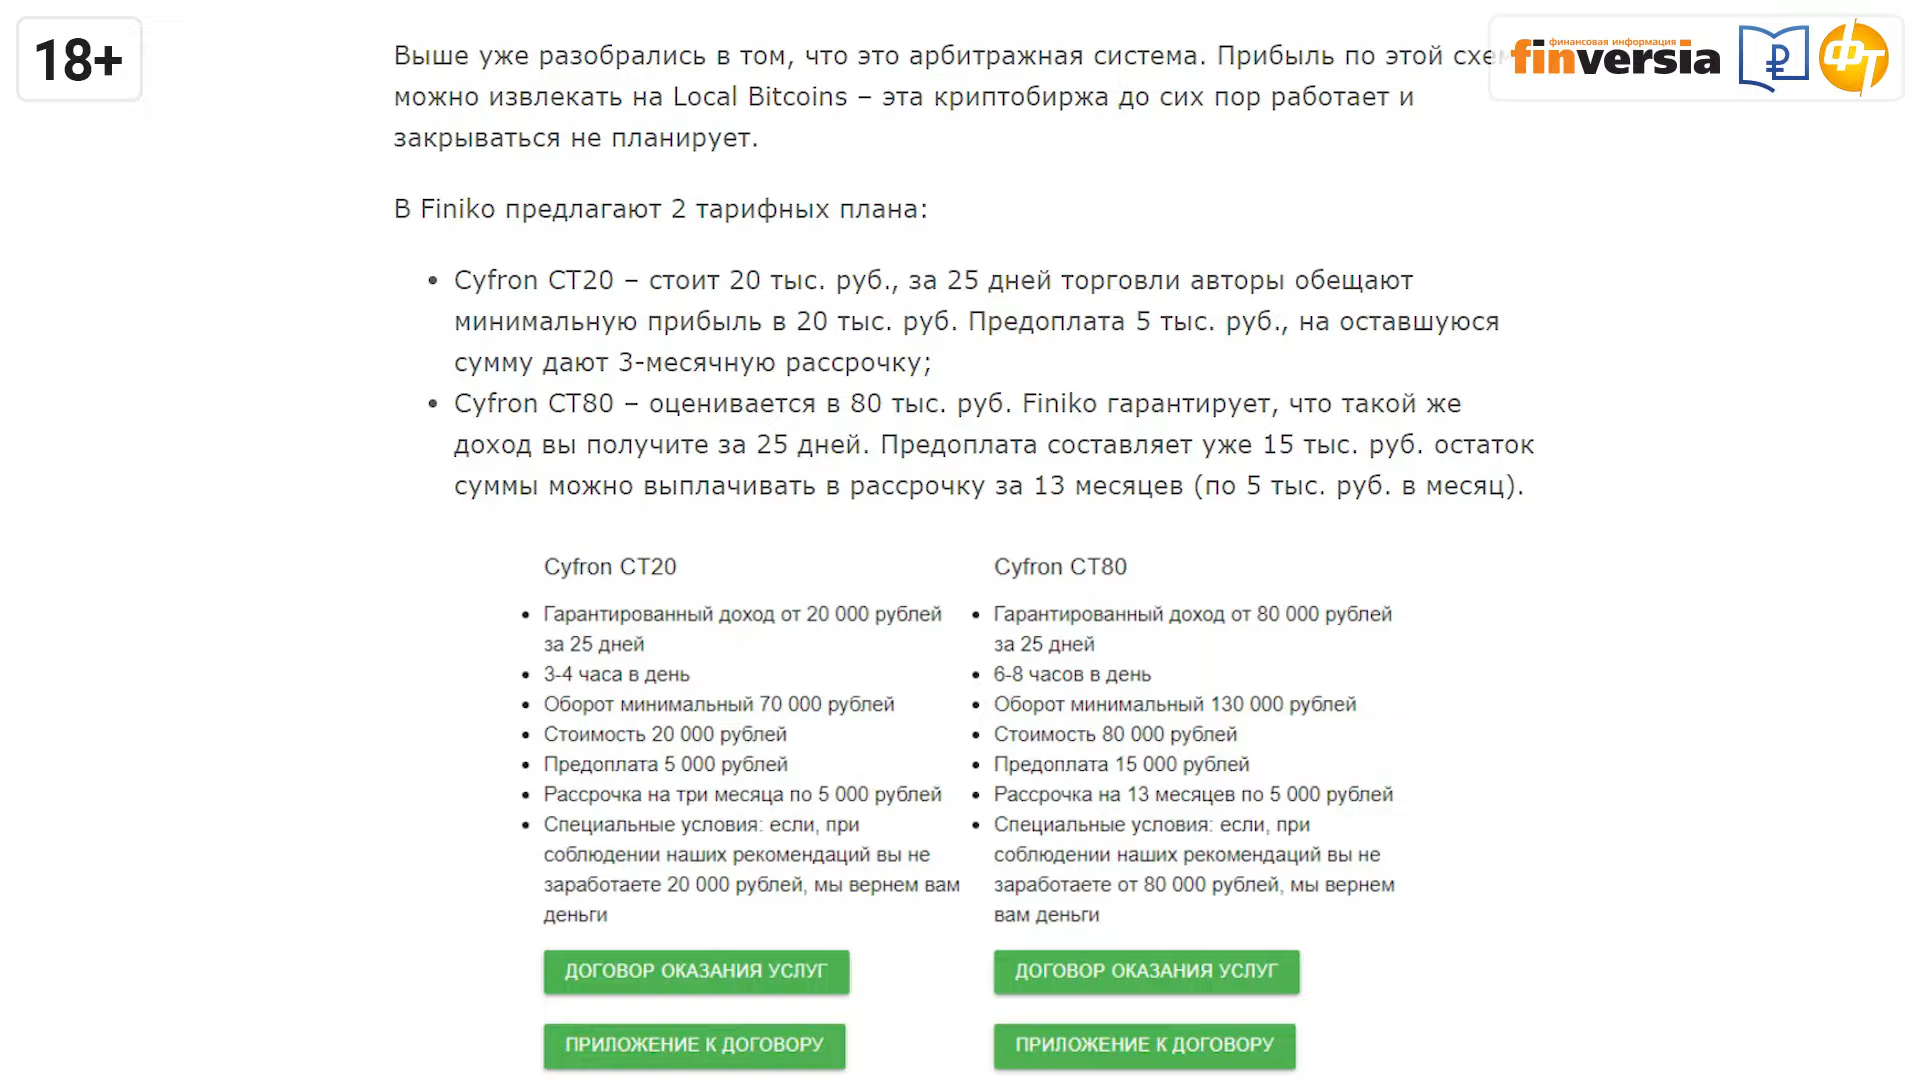 18+
Выше уже разобрались в том, что это арбитражная система. Прибыль по этой схем
финансовая информация
finversia
ФТ
можно извлекать на Local Bitcoins – эта криптобиржа до сих пор работает и
закрываться не планирует.
В Finiko предлагают 2 тарифных плана:
• Cyfron CT20 – стоит 20 тыс. руб., за 25 дней торговли авторы обещают
минимальную прибыль в 20 тыс. руб. Предоплата 5 тыс. руб., на оставшуюся
сумму дают 3-месячную рассрочку;
• Cyfron CT80 – оценивается в 80 тыс. руб. Finiko гарантирует, что такой же
доход вы получите за 25 дней. Предоплата составляет уже 15 тыс. руб. остаток
суммы можно выплачивать в рассрочку за 13 месяцев (по 5 тыс. руб. в месяц).
Cyfron CT20
• Гарантированный доход от 20 000 рублей
за 25 дней
• 3-4 часа в день
• Оборот минимальный 70 000 рублей
• Стоимость 20 000 рублей
• Предоплата 5 000 рублей
• Рассрочка на три месяца по 5 000 рублей
• Специальные условия: если, при
соблюдении наших рекомендаций вы не
заработаете 20 000 рублей, мы вернем вам
деньги
ДОГОВОР ОКАЗАНИЯ УСЛУГ
ПРИЛОЖЕНИЕ К ДОГОВОРУ
Cyfron CT80
• Гарантированный доход от 80 000 рублей
за 25 дней
• 6-8 часов в день
• Оборот минимальный 130 000 рублей
• Стоимость 80 000 рублей
• Предоплата 15 000 рублей
• Рассрочка на 13 месяцев по 5 000 рублей
• Специальные условия: если, при
соблюдении наших рекомендаций вы не
заработаете от 80 000 рублей, мы вернем
вам деньги
ДОГОВОР ОКАЗАНИЯ УСЛУГ
ПРИЛОЖЕНИЕ К ДОГОВОРУ